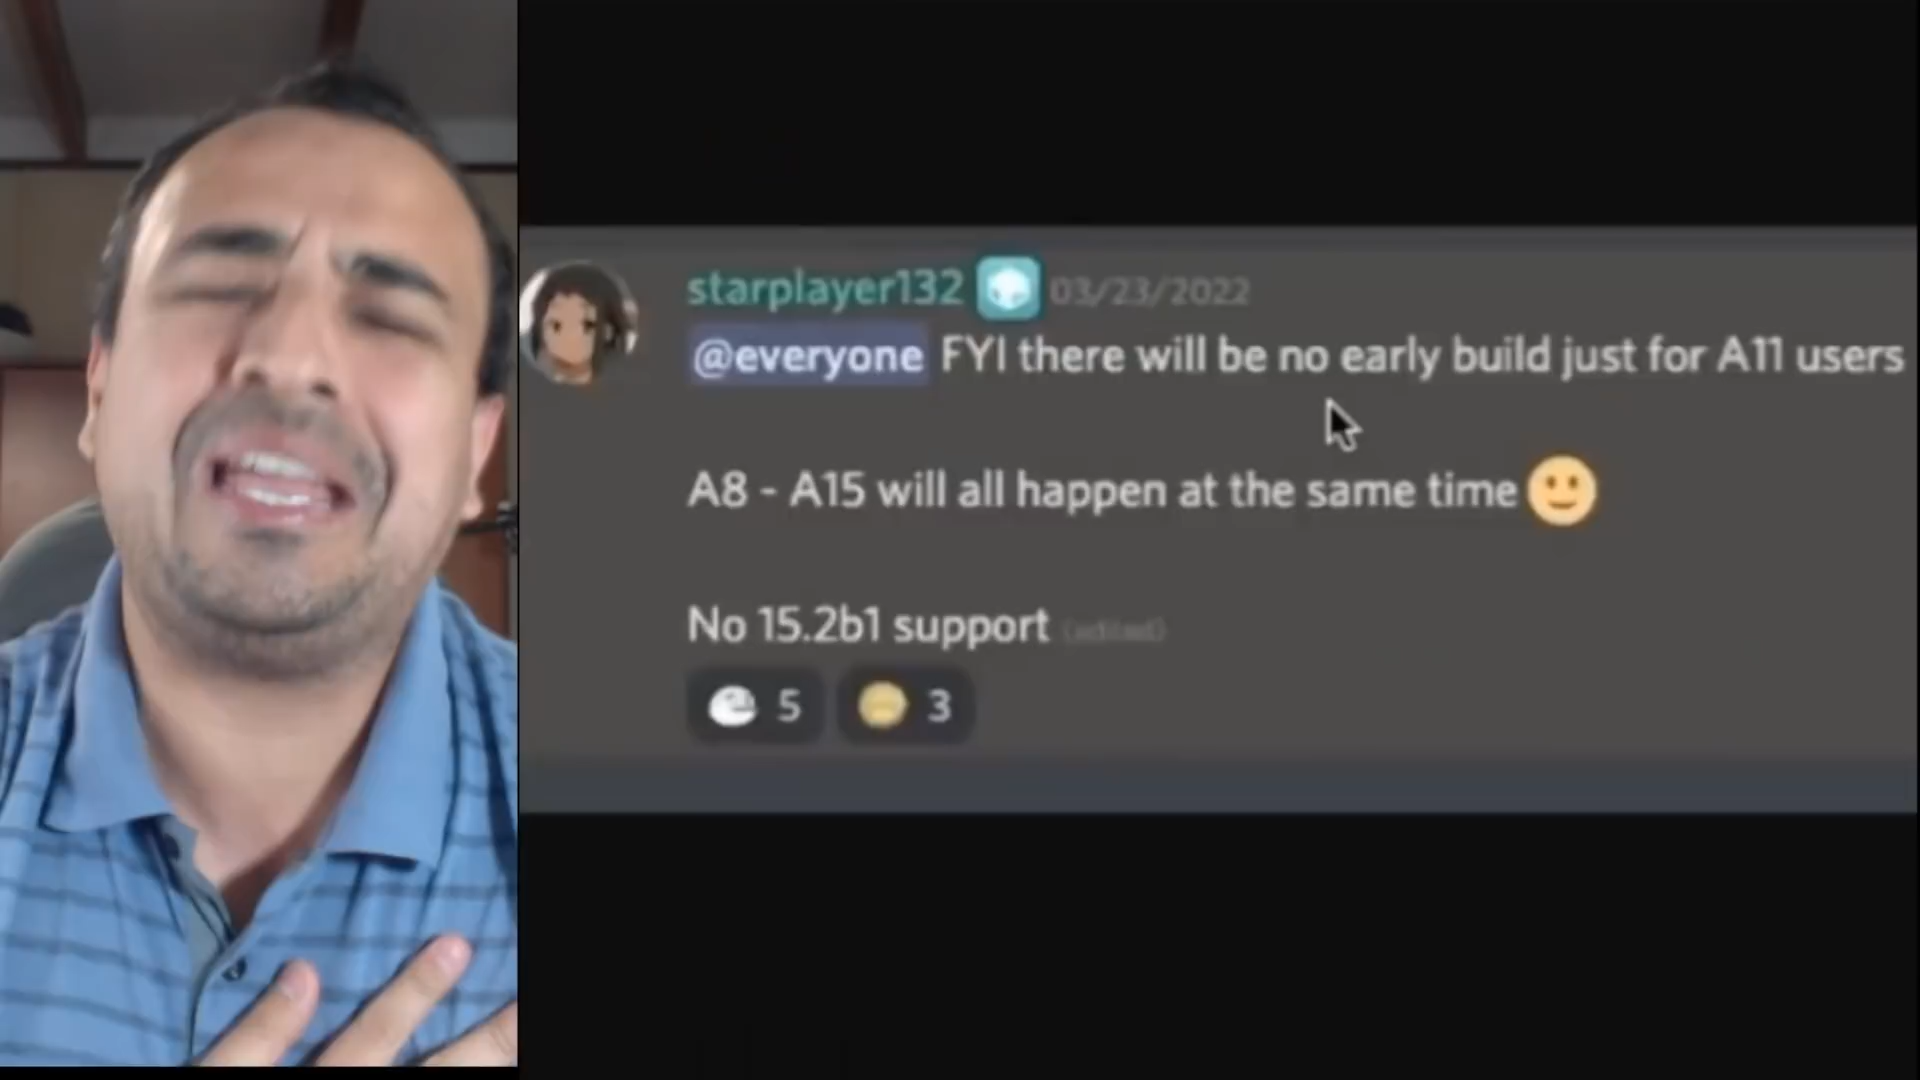 starplayer132 03/23/2022
@everyone FYI there will be no early build just for A11 users
A8 - A15 will all happen at the same time
No 15.2b1 support (edited)
5 3